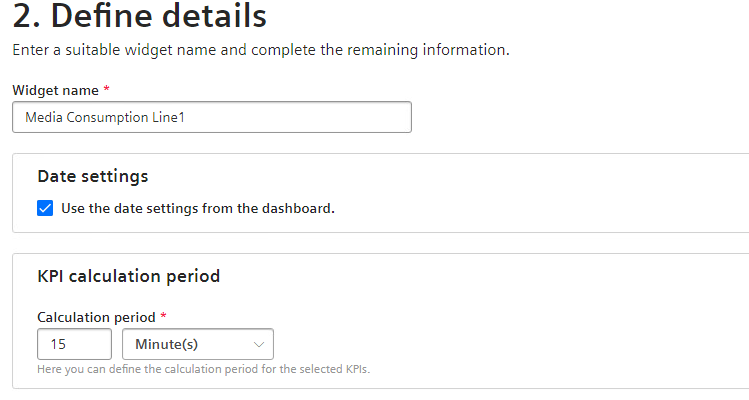 2. Define details
Enter a suitable widget name and complete the remaining information.
Widget name *
Media Consumption Line1
Date settings
Use the date settings from the dashboard.
KPI calculation period
Calculation period *
15 Minute(s)
Here you can define the calculation period for the selected KPIs.